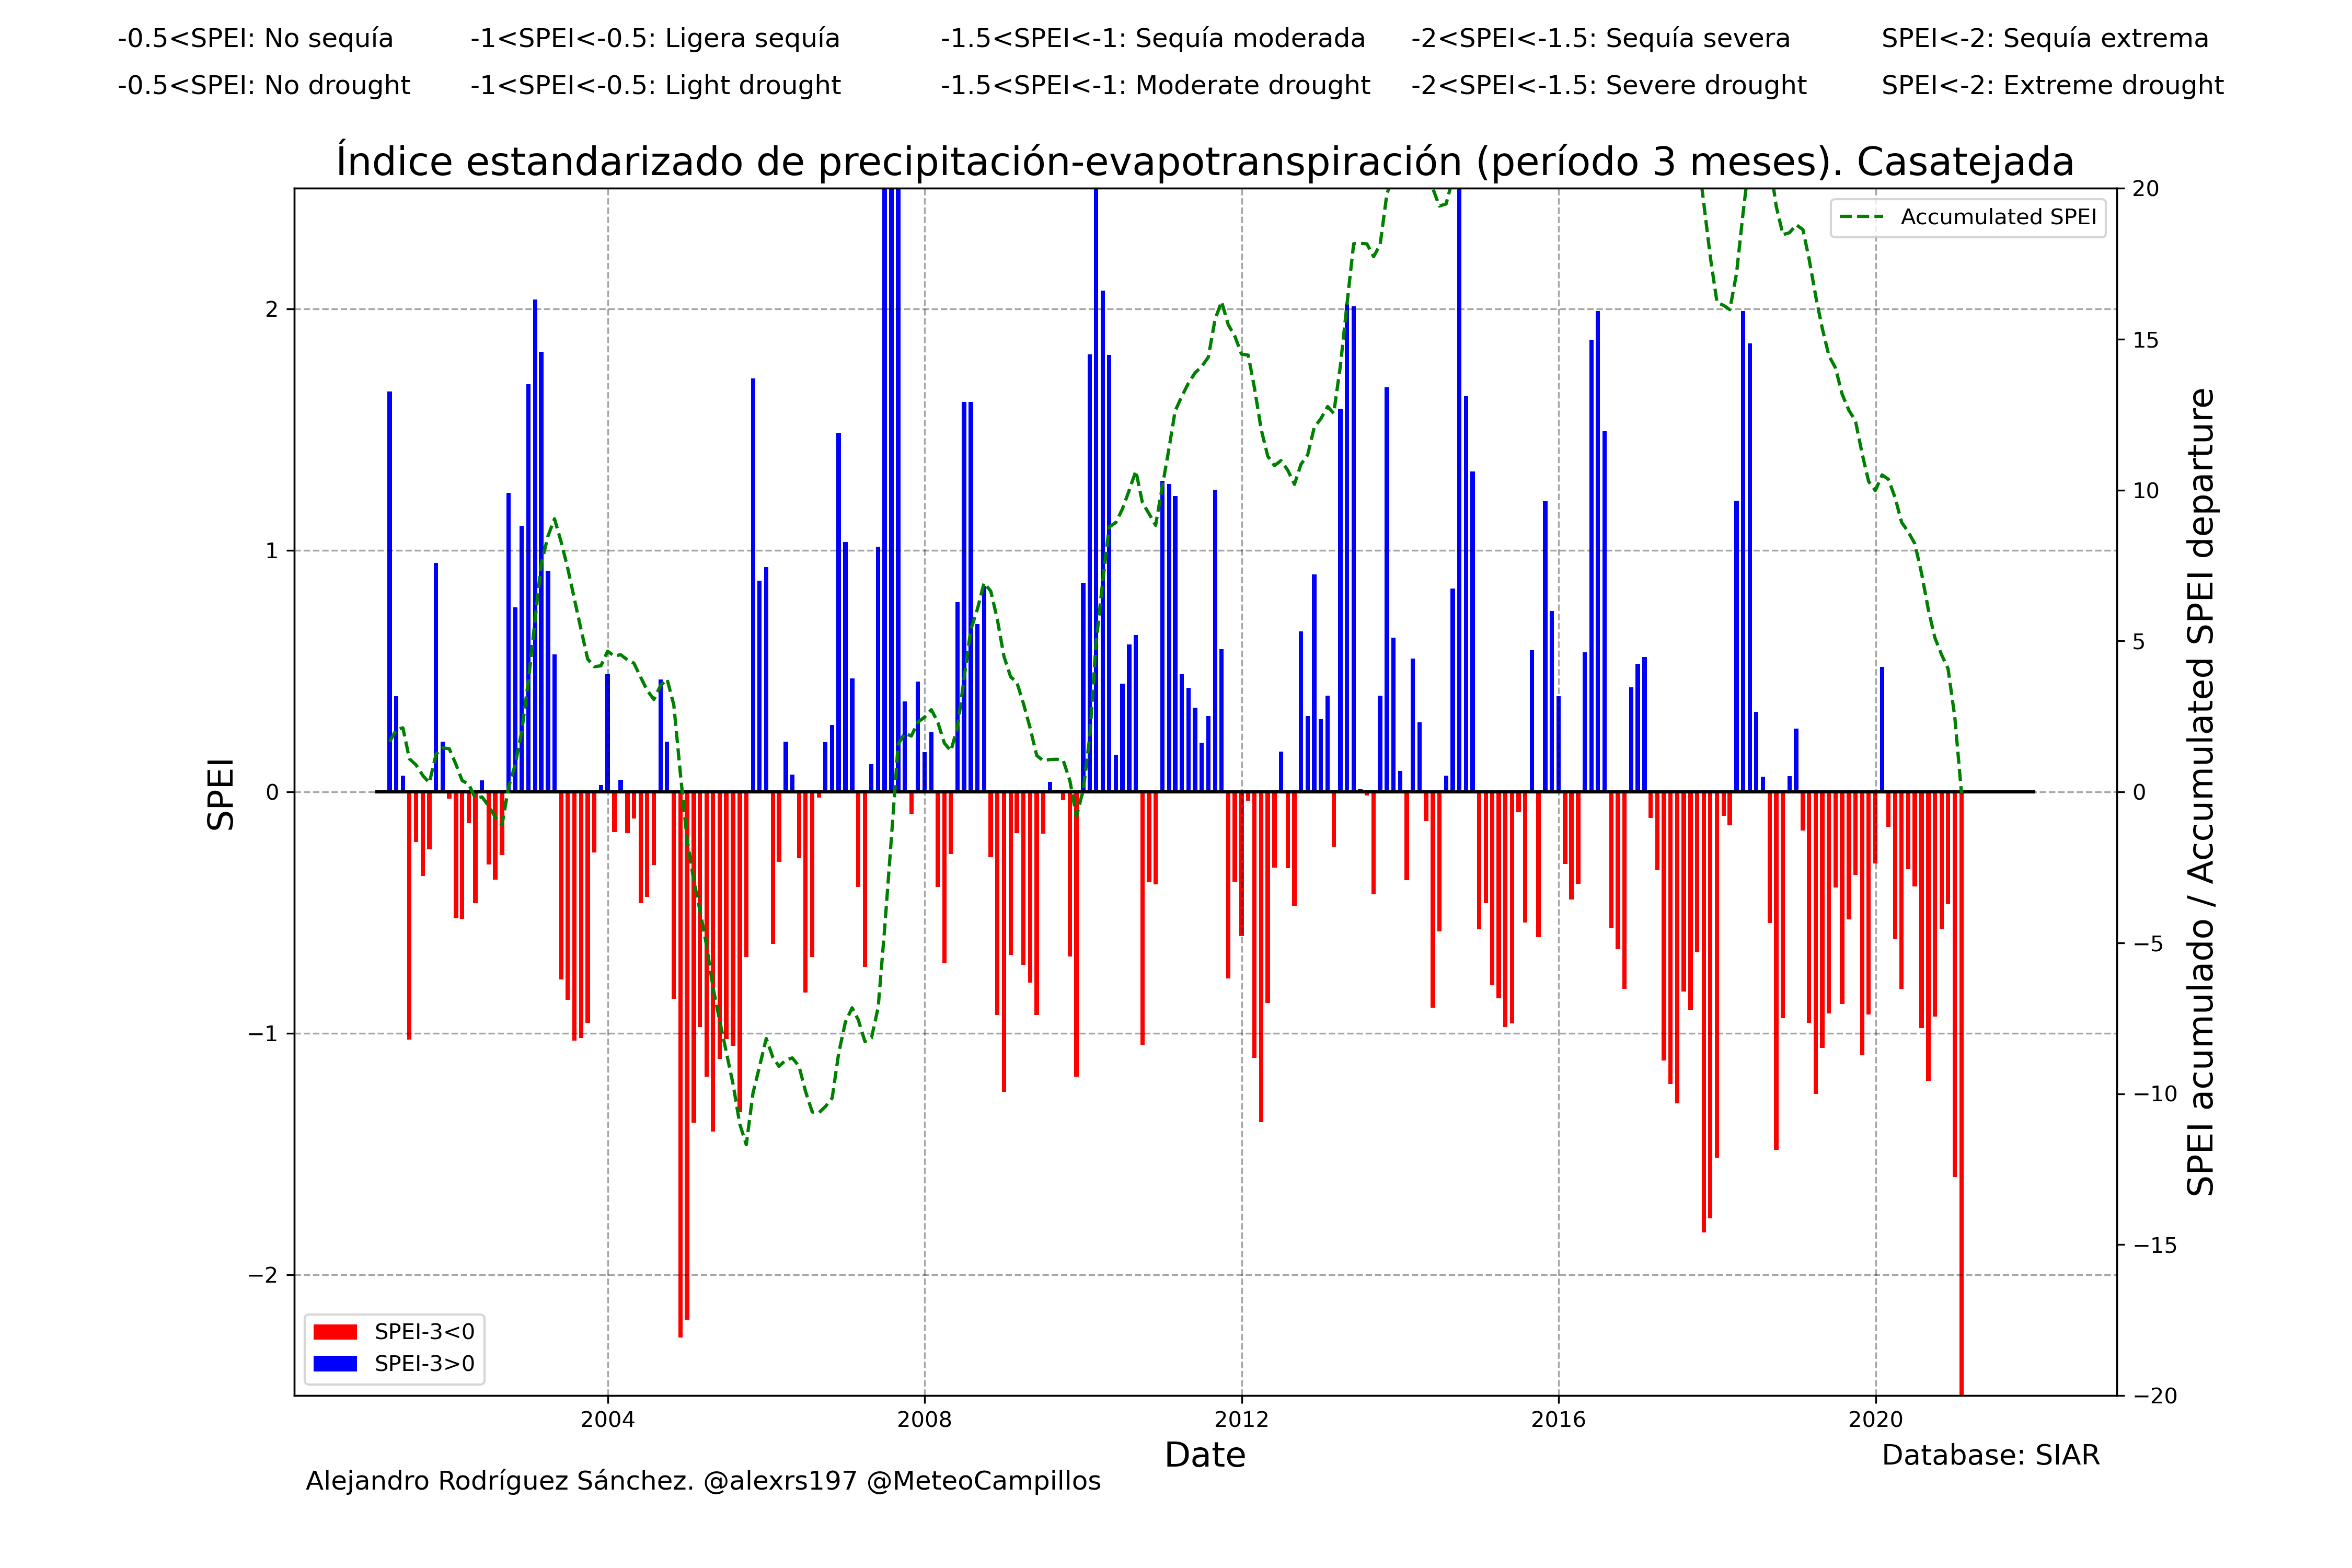 -0.5<SPEI: No sequía
-1<SPEI<-0.5: Ligera sequía
-1.5<SPEI<-1: Sequía moderada
-2<SPEI<-1.5: Sequía severa
SPEI<-2: Sequía extrema
-0.5<SPEI: No drought
-1<SPEI<-0.5: Light drought
-1.5<SPEI<-1: Moderate drought
-2<SPEI<-1.5: Severe drought
SPEI<-2: Extreme drought
Índice estandarizado de precipitación-evapotranspiración (período 3 meses). Casatejada
Accumulated SPEI
SPEI
2
1
0
−1
−2
20
15
10
5
0
−5
−10
−15
−20
SPEI acumulado / Accumulated SPEI departure
SPEI-3<0
SPEI-3>0
2004
2008
2012
2016
2020
Date
Database: SIAR
Alejandro Rodríguez Sánchez. @alexrs197 @MeteoCampillos